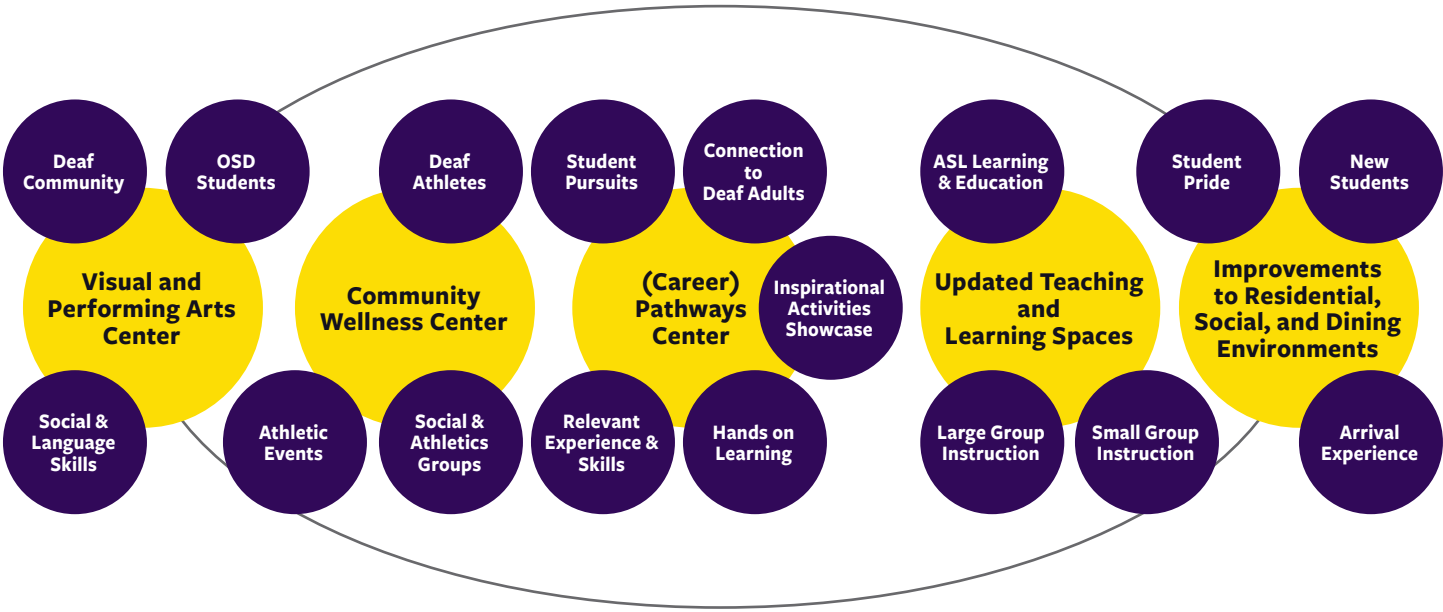 Deaf
Community
OSD
Students
Visual and
Performing Arts
Center
Social &
Language
Skills
Deaf
Athletes
Community
Wellness Center
Athletic
Events
Social &
Athletics
Groups
Student
Pursuits
Connection
to
Deaf Adults
(Career)
Pathways
Center
Inspirational
Activities
Showcase
Relevant
Experience &
Skills
Hands on
Learning
ASL Learning
& Education
Updated Teaching
and
Learning Spaces
Large Group
Instruction
Small Group
Instruction
Student
Pride
New
Students
Improvements
to Residential,
Social, and Dining
Environments
Arrival
Experience